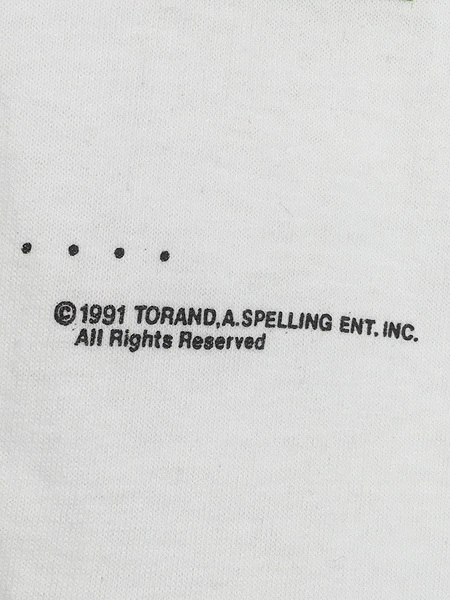 ©1991 TORAND,A.SPELLING ENT. INC.
All Rights Reserved